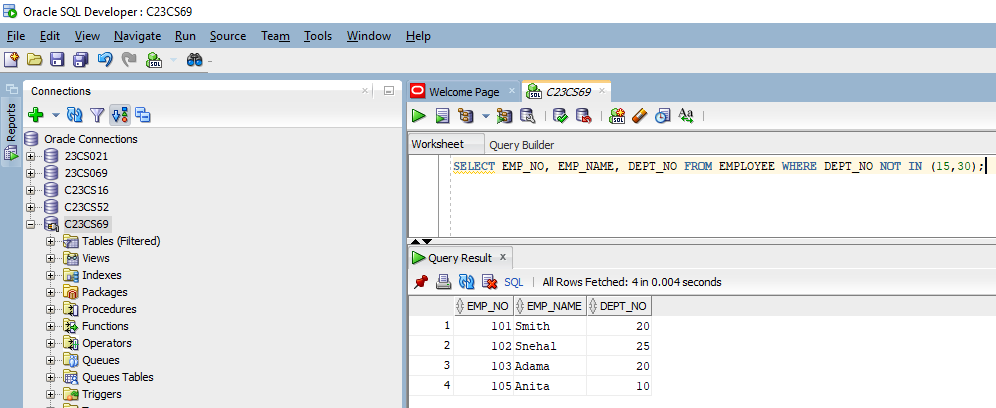 Oracle SQL Developer : C23CS69
File Edit View Navigate Run Source Team Tools Window Help
Reports
Connections
Oracle Connections
23CS021
23CS069
C23CS16
C23CS52
C23CS69
Tables (Filtered)
Views
Indexes
Packages
Procedures
Functions
Operators
Queues
Queues Tables
Triggers
Welcome Page
C23CS69
Worksheet Query Builder
SELECT EMP_NO, EMP_NAME, DEPT_NO FROM EMPLOYEE WHERE DEPT_NO NOT IN (15,30);
Query Result
SQL | All Rows Fetched: 4 in 0.004 seconds
EMP_NO EMP_NAME DEPT_NO
1 101 Smith 20
2 102 Snehal 25
3 103 Adama 20
4 105 Anita 10